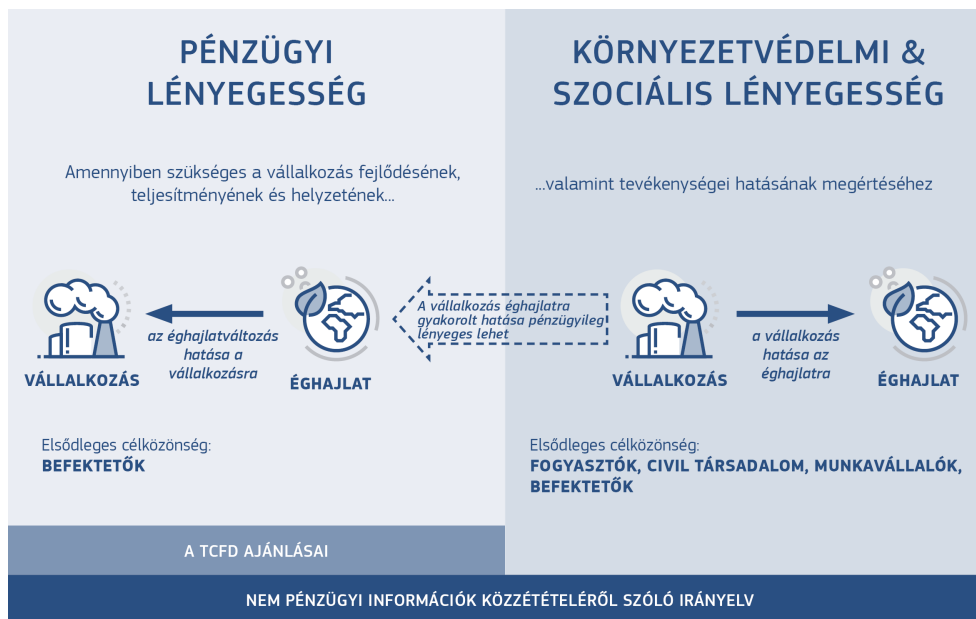 PÉNZÜGYI
LÉNYEGESSÉG
Amennyiben szükséges a vállalkozás fejlődésének,
teljesítményének és helyzetének...
az éghajlatváltozás
hatása a
vállalkozásra
VÁLLALKOZÁS
ÉGHAJLAT
A vállalkozás éghajlatra
gyakorolt hatása pénzügyileg
lényeges lehet
Elsődleges célközönség:
BEFEKTETŐK
A TCFD AJÁNLÁSAI
KÖRNYEZETVÉDELMI &
SZOCIÁLIS LÉNYEGESSÉG
...valamint tevékenységei hatásának megértéséhez
a vállalkozás
hatása az
éghajlatra
VÁLLALKOZÁS
ÉGHAJLAT
Elsődleges célközönség:
FOGYASZTÓK, CIVIL TÁRSADALOM, MUNKAVÁLLALÓK,
BEFEKTETŐK
NEM PÉNZÜGYI INFORMÁCIÓK KÖZZÉTÉTELÉRŐL SZÓLÓ IRÁNYELV